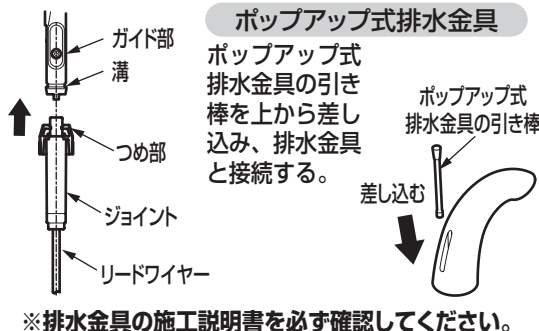 ポップアップ式排水金具
ガイド部
溝
つめ部
ジョイント
リードワイヤー
ポップアップ式
排水金具の引き
棒を上から差し
込み、排水金具
と接続する。
ポップアップ式
排水金具の引き棒
差し込む
※排水金具の施工説明書を必ず確認してください。